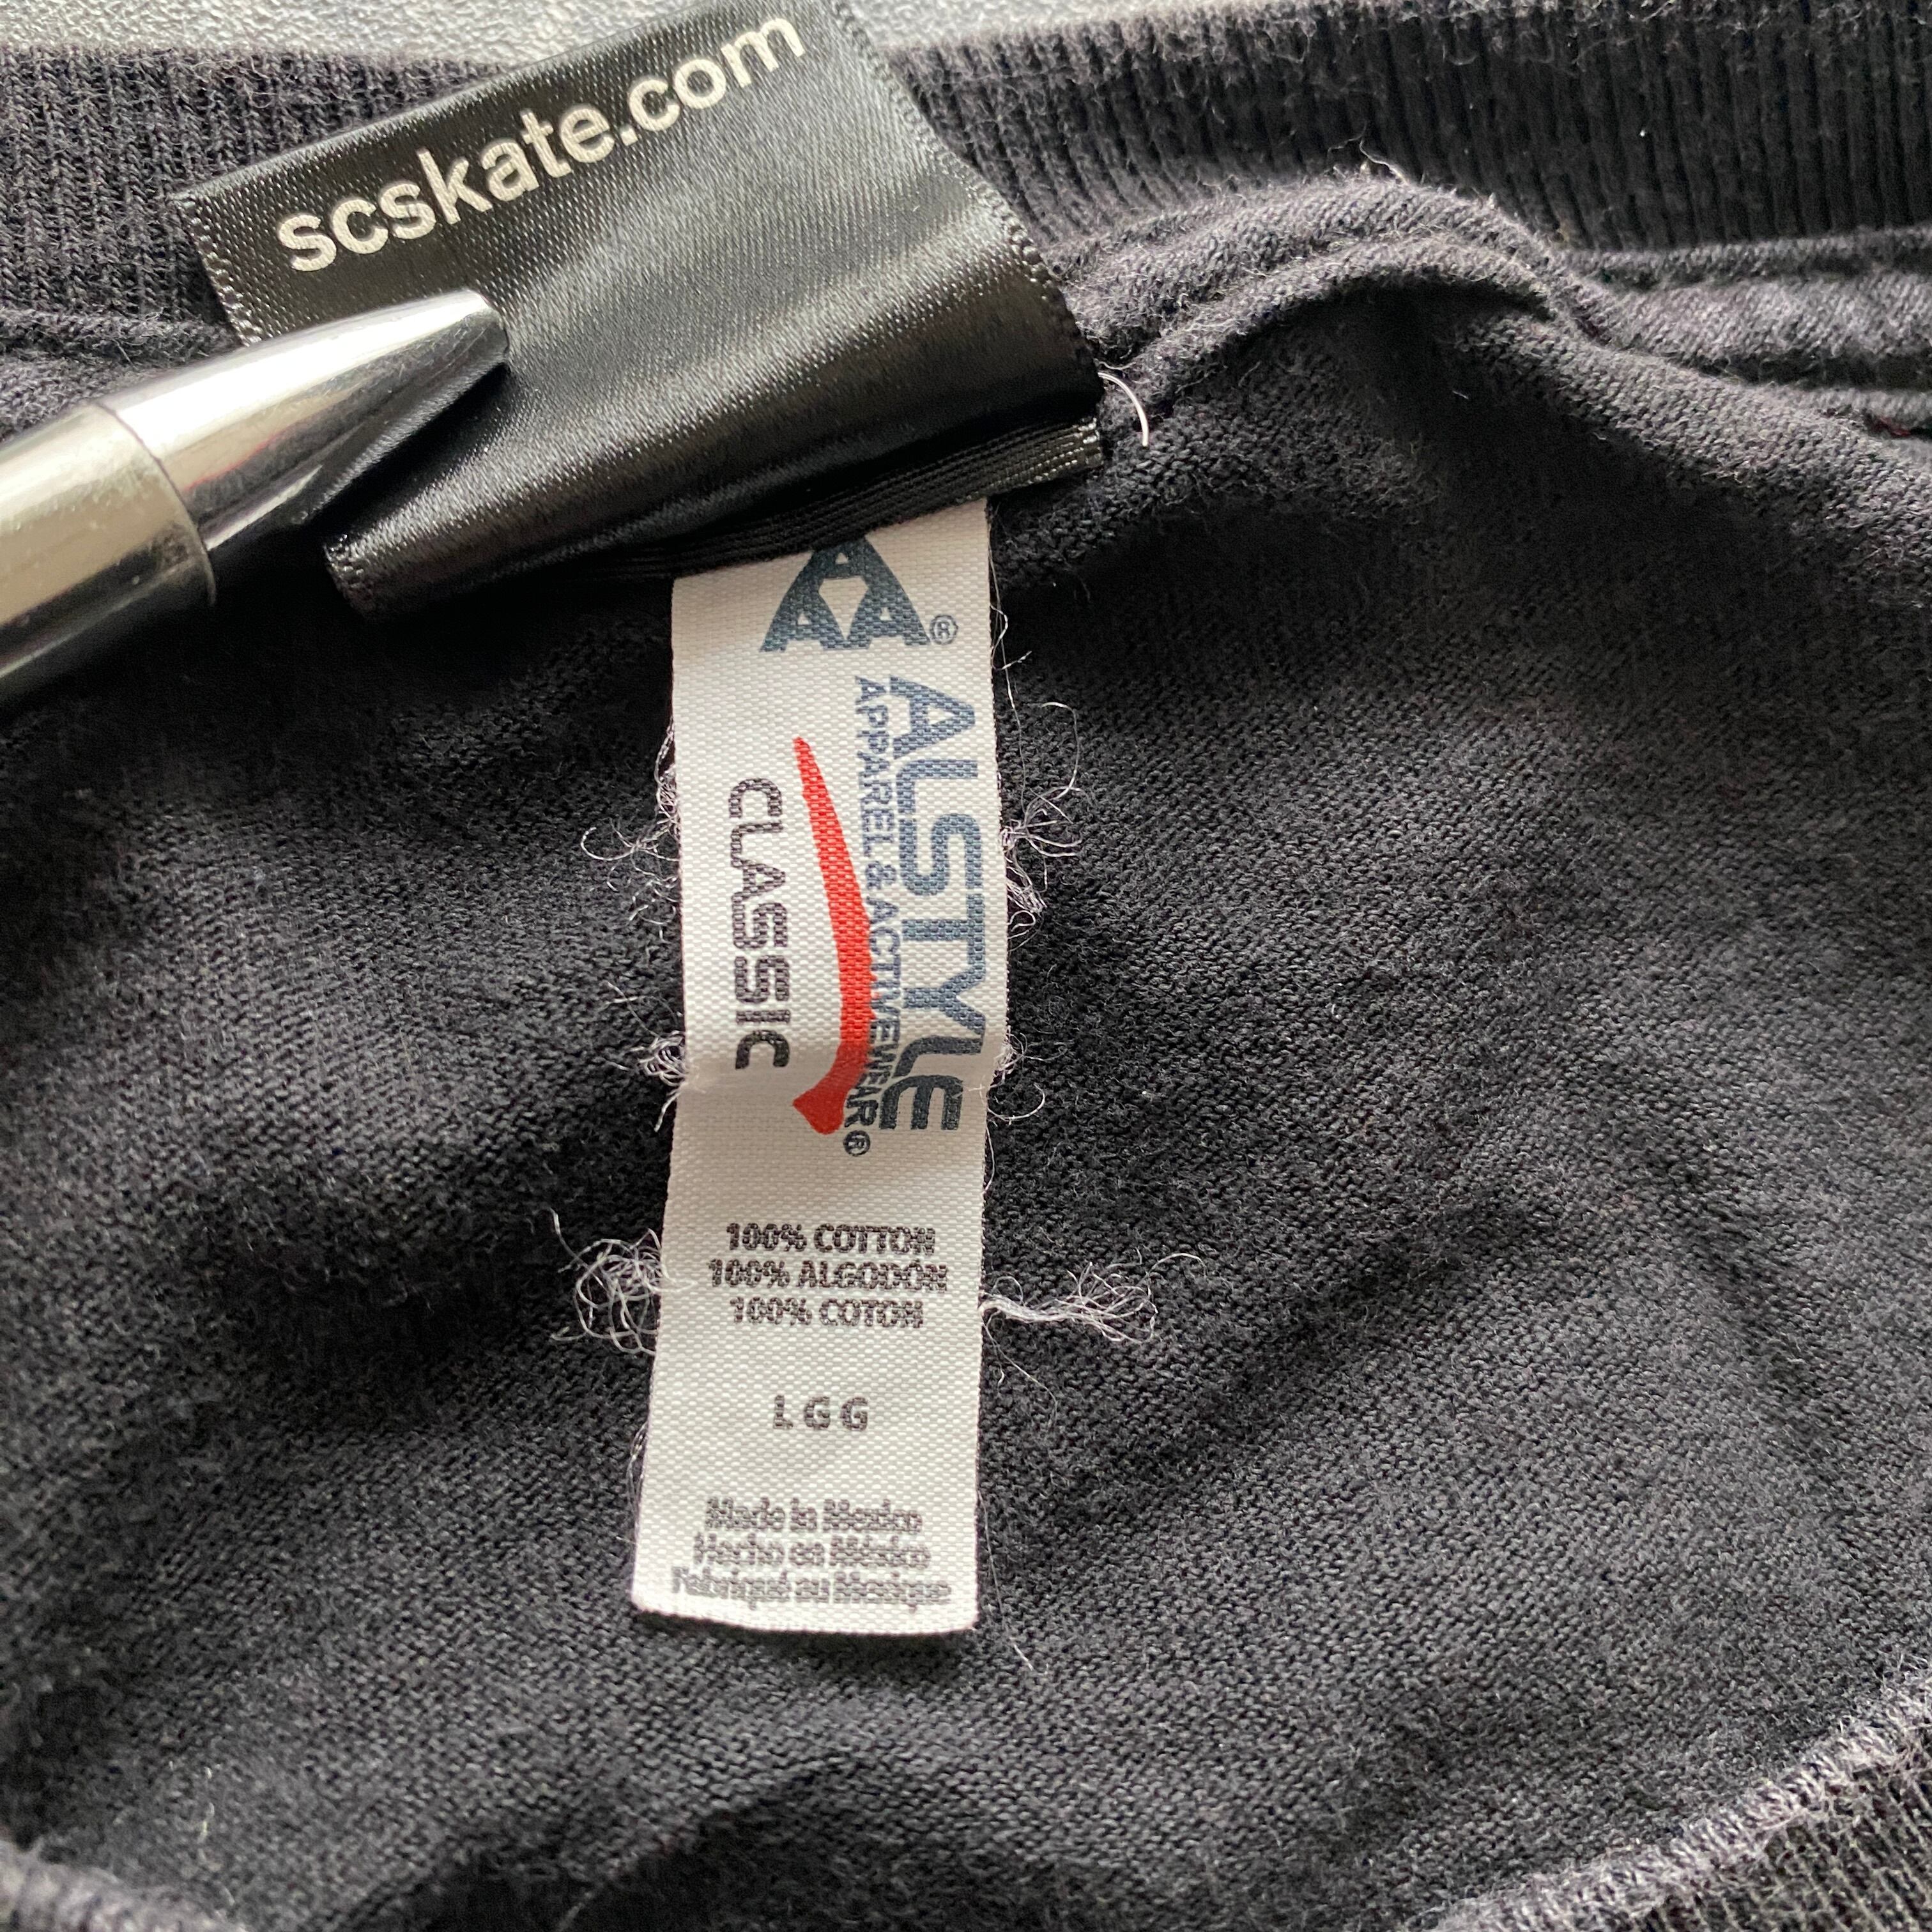 scskate.com
AAA®
ALSTYLE
APPAREL & ACTIVEWEAR®
CLASSIC
100% COTTON
100% ALGODÓN
100% COTON
L G G
Made in Mexico
Hecho en México
Fabriqué au Mexique